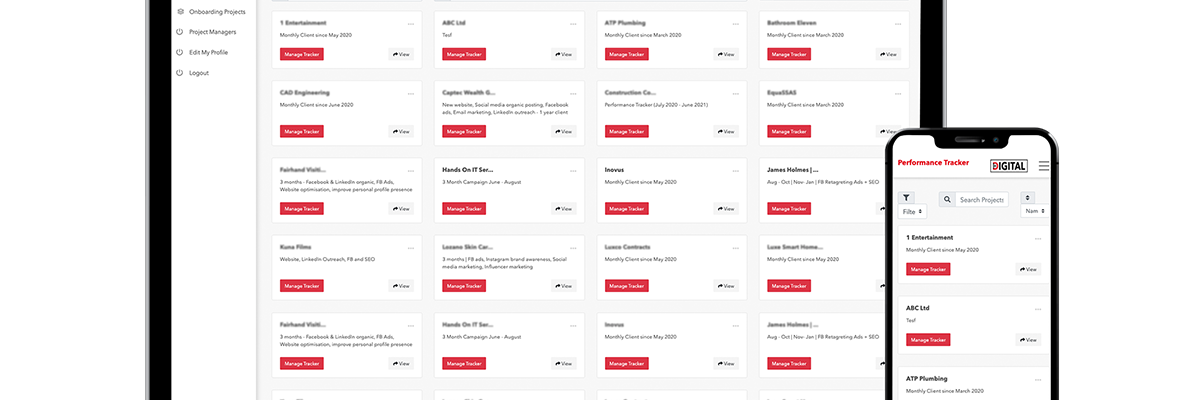 Onboarding Projects
Project Managers
Edit My Profile
Logout
1 Entertainment
Monthly Client since May 2020
Manage Tracker
View
ABC Ltd
Test
Manage Tracker
View
ATP Plumbing
Monthly Client since March 2020
Manage Tracker
View
Bathroom Eleven
Monthly Client since March 2020
Manage Tracker
View
CAD Engineering
Monthly Client since June 2020
Manage Tracker
View
Captec Wealth G...
New website, Social media organic posting, Facebook
ads, Email marketing, LinkedIn outreach - 1 year client
Manage Tracker
View
Construction Co...
Performance Tracker (July 2020 - June 2021)
Manage Tracker
View
EquaSSAS
Monthly Client since March 2020
Manage Tracker
Fairhand Visiti...
3 months - Facebook & LinkedIn organic, FB Ads,
Website optimisation, improve personal profile presence
Manage Tracker
View
Hands On IT Ser...
3 Month Campaign June - August
Manage Tracker
View
Inovus
Monthly Client since May 2020
Manage Tracker
View
James Holmes | ...
Aug - Oct | Nov- Jan | FB Retagreting Ads + SEO
Manage Tracker
Kuna Films
Website, LinkedIn Outreach, FB and SEO
Manage Tracker
View
Lozano Skin Car...
3 months | FB ads, Instagram brand awareness, Social
media marketing, Influencer marketing
Manage Tracker
View
Lusco Contracts
Monthly Client since May 2020
Manage Tracker
View
Luxe Smart Home...
Monthly Client since May 2020
Manage Tracker
Fairhand Visiti...
3 months - Facebook & LinkedIn organic, FB Ads,
Website optimisation, improve personal profile presence
Manage Tracker
View
Hands On IT Ser...
3 Month Campaign June - August
Manage Tracker
View
Inovus
Monthly Client since May 2020
Manage Tracker
View
James Holmes | ...
Aug - Oct | Nov- Jan | FB Retagreting Ads + SEO
Manage Tracker
Performance Tracker
DIGITAL
Search Projects
Filte
Nam
1 Entertainment
Monthly Client since May 2020
Manage Tracker
View
ABC Ltd
Test
Manage Tracker
View
ATP Plumbing
Monthly Client since March 2020